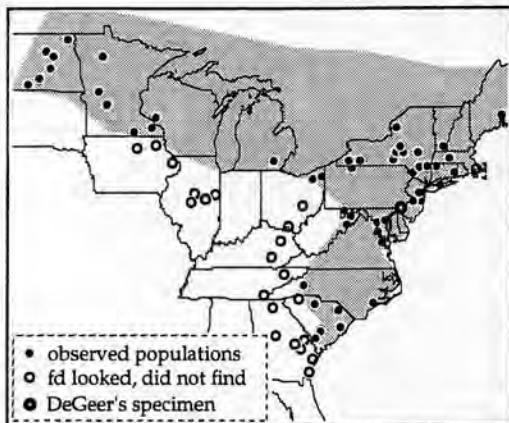 observed populations
fd looked, did not find
DeGeer's specimen